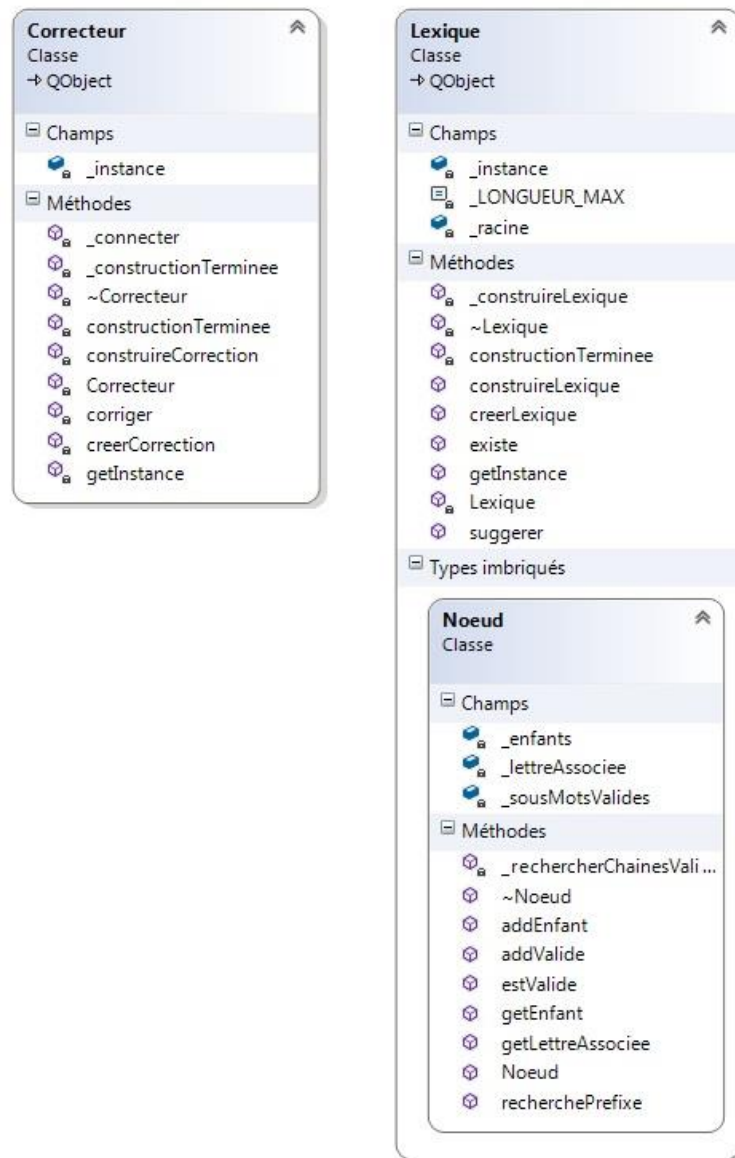 Correcteur
Classe
QObject
Champs
_instance
Méthodes
_connecter
_constructionTerminee
~Correcteur
constructionTerminee
construireCorrection
Correcteur
corriger
creerCorrection
getInstance
Lexique
Classe
QObject
Champs
_instance
_LONGUEUR_MAX
_racine
Méthodes
_construireLexique
~Lexique
constructionTerminee
construireLexique
creerLexique
existe
getInstance
Lexique
suggerer
Types imbriqués
Noeud
Classe
Champs
_enfants
_lettreAssociee
_sousMotsValides
Méthodes
_rechercherChainesVali ...
~Noeud
addEnfant
addValide
estValide
getEnfant
getLettreAssociee
Noeud
recherchePrefixe